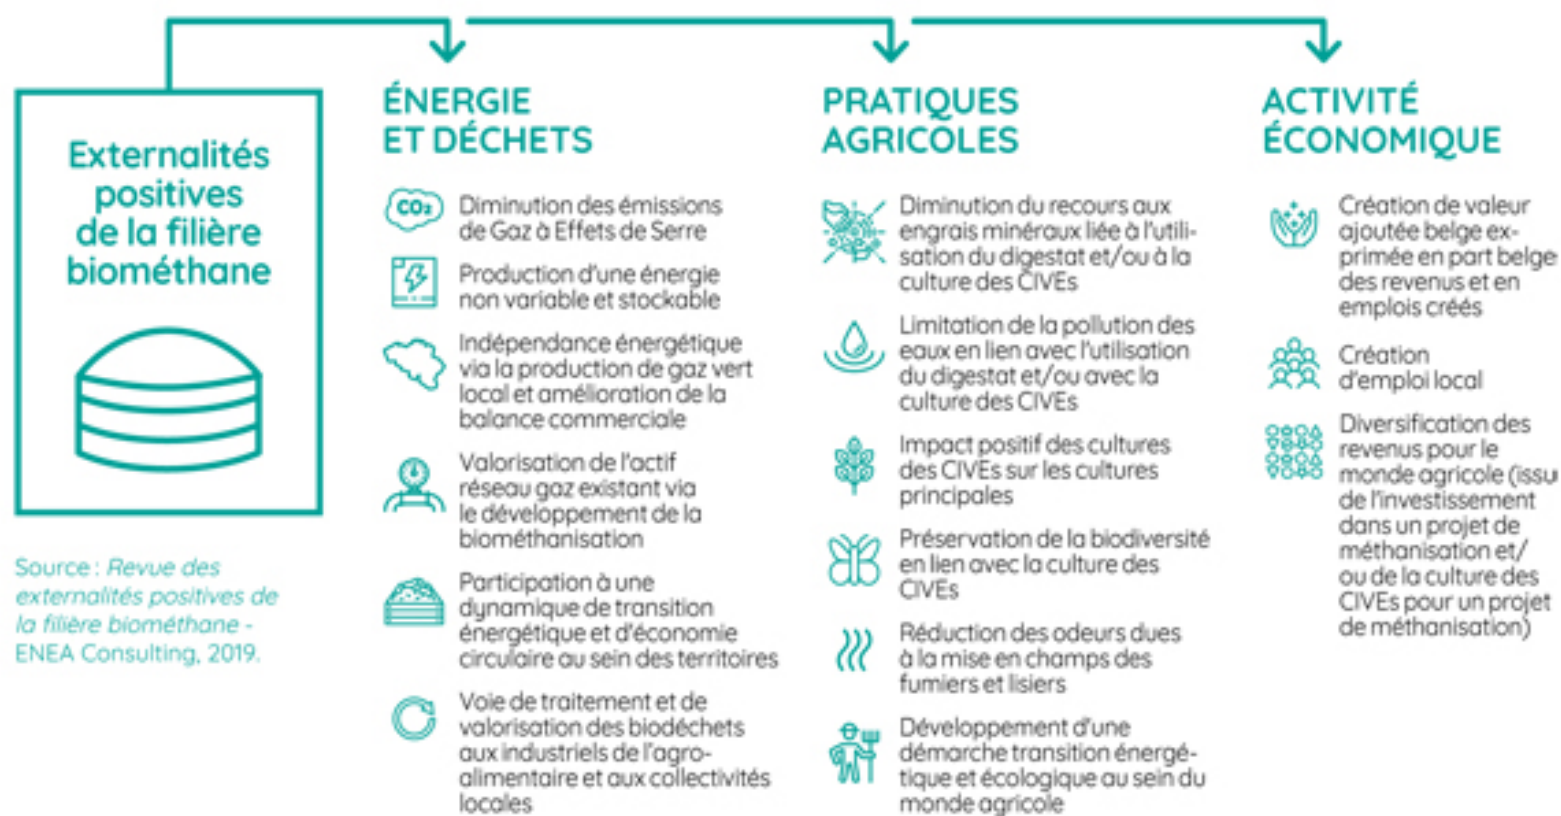 Externalités
positives
de la filière
biométhane
Source : Revue des
externalités positives de
la filière biométhane -
ENEA Consulting, 2019.
ÉNERGIE
ET DÉCHETS
CO₂
Diminution des émissions
de Gaz à Effets de Serre
Production d'une énergie
non variable et stockable
Indépendance énergétique
via la production de gaz vert
local et amélioration de la
balance commerciale
Valorisation de l'actif
réseau gaz existant via
le développement de la
biométhanisation
Participation à une
dynamique de transition
énergétique et d'économie
circulaire au sein des territoires
Voie de traitement et de
valorisation des biodéchets
aux industriels de l'agro-
alimentaire et aux collectivités
locales
PRATIQUES
AGRICOLES
Diminution du recours aux
engrais minéraux liée à l'utili-
sation du digestat et/ou à la
culture des CIVEs
Limitation de la pollution des
eaux en lien avec l'utilisation
du digestat et/ou avec la
culture des CIVEs
Impact positif des cultures
des CIVEs sur les cultures
principales
Préservation de la biodiversité
en lien avec la culture des
CIVEs
Réduction des odeurs dues
à la mise en champs des
fumiers et lisiers
Développement d'une
démarche transition énergé-
tique et écologique au sein du
monde agricole
ACTIVITÉ
ÉCONOMIQUE
Création de valeur
ajoutée belge ex-
primée en part belge
des revenus et en
emplois créés
Création
d'emploi local
Diversification des
revenus pour le
monde agricole (issu
de l'investissement
dans un projet de
méthanisation et/
ou de la culture des
CIVEs pour un projet
de méthanisation)